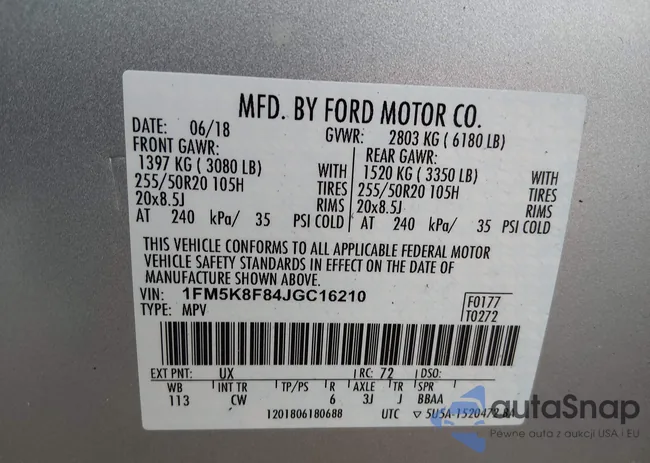 MFD. BY FORD MOTOR CO.
DATE: 06/18 GVWR: 2803 KG ( 6180 LB)
FRONT GAWR: REAR GAWR:
1397 KG ( 3080 LB) WITH 1520 KG ( 3350 LB) WITH
255/50R20 105H TIRES 255/50R20 105H TIRES
20x8.5J RIMS 20x8.5J RIMS
AT 240 kPa/ 35 PSI COLD AT 240 kPa/ 35 PSI COLD
THIS VEHICLE CONFORMS TO ALL APPLICABLE FEDERAL MOTOR
VEHICLE SAFETY STANDARDS IN EFFECT ON THE DATE OF
MANUFACTURE SHOWN ABOVE.
VIN: 1FM5K8F84JGC16210 F0177
TYPE: MPV T0272
EXT PNT: UX RC: 72 DSO:
WB INT TR TP/PS R AXLE TR SPR
113 CW 6 3J J BBAA
1201806180688 UTC ▽ 5U5A-1520472-
autoSnap
Pewne auta z aukcji USA i EU